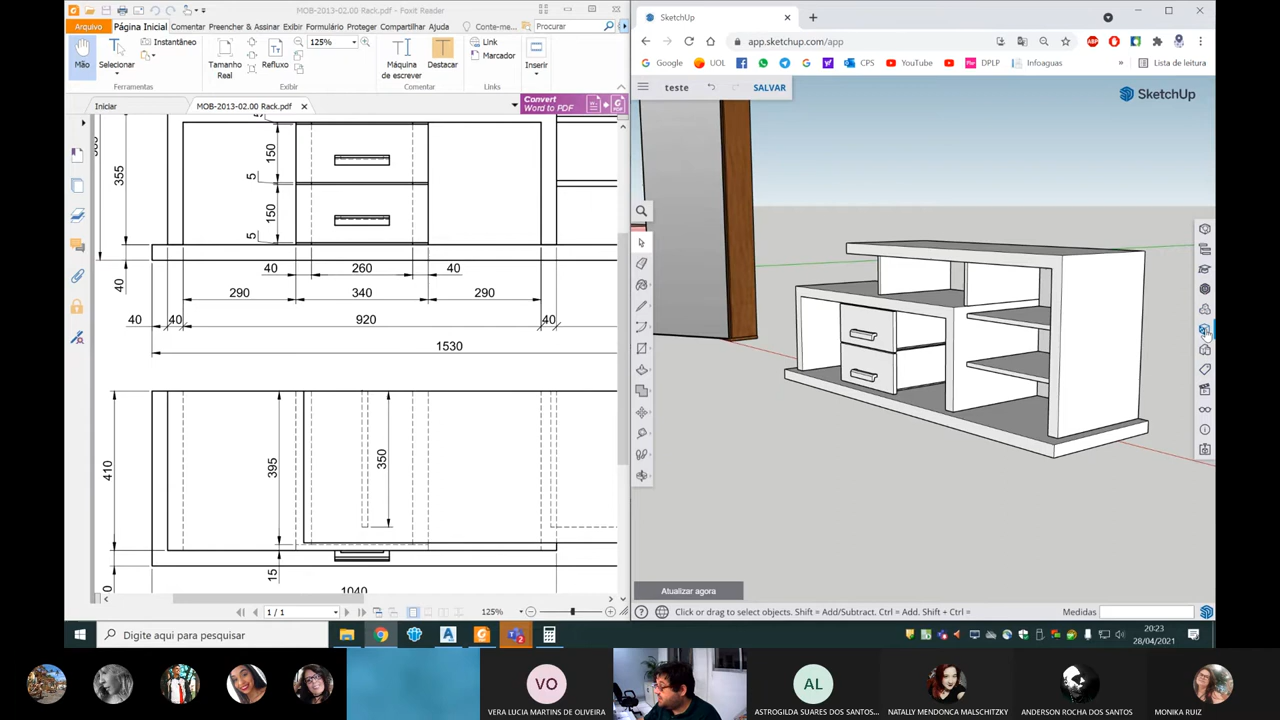 MOB-2013-02.00 Rack.pdf - Foxit Reader
Arquivo Página Inicial Comentar Preencher & Assinar Exibir Formulário Proteger Compartilhar Ajuda Conte-me... Procurar
Mão
Selecionar
Instantâneo
Tamanho Real
Refluxo
125%
Máquina de escrever
Destacar
Link
Marcador
Inserir
Ferramentas Exibir Comentar Links
Iniciar MOB-2013-02.00 Rack.pdf
Convert Word to PDF
355
150
5
150
5
40 260 40
40
290 340 290
40 40 920 40
1530
410
395
350
15
1040
0
1 / 1
125%
SketchUp
app.sketchup.com/app
Google UOL CPS YouTube DPLP Infoaguas » Lista de leitura
teste SALVAR
SketchUp
Atualizar agora
Click or drag to select objects. Shift = Add/Subtract. Ctrl = Add. Shift + Ctrl =
Medidas
Digite aqui para pesquisar
20:23
28/04/2021
VO
VERA LUCIA MARTINS DE OLIVEIRA
AL
ASTROGILDA SUARES DOS SANTOS...
NATALLY MENDONCA MALSCHITZKY
ANDERSON ROCHA DOS SANTOS
MONIKA RUIZ